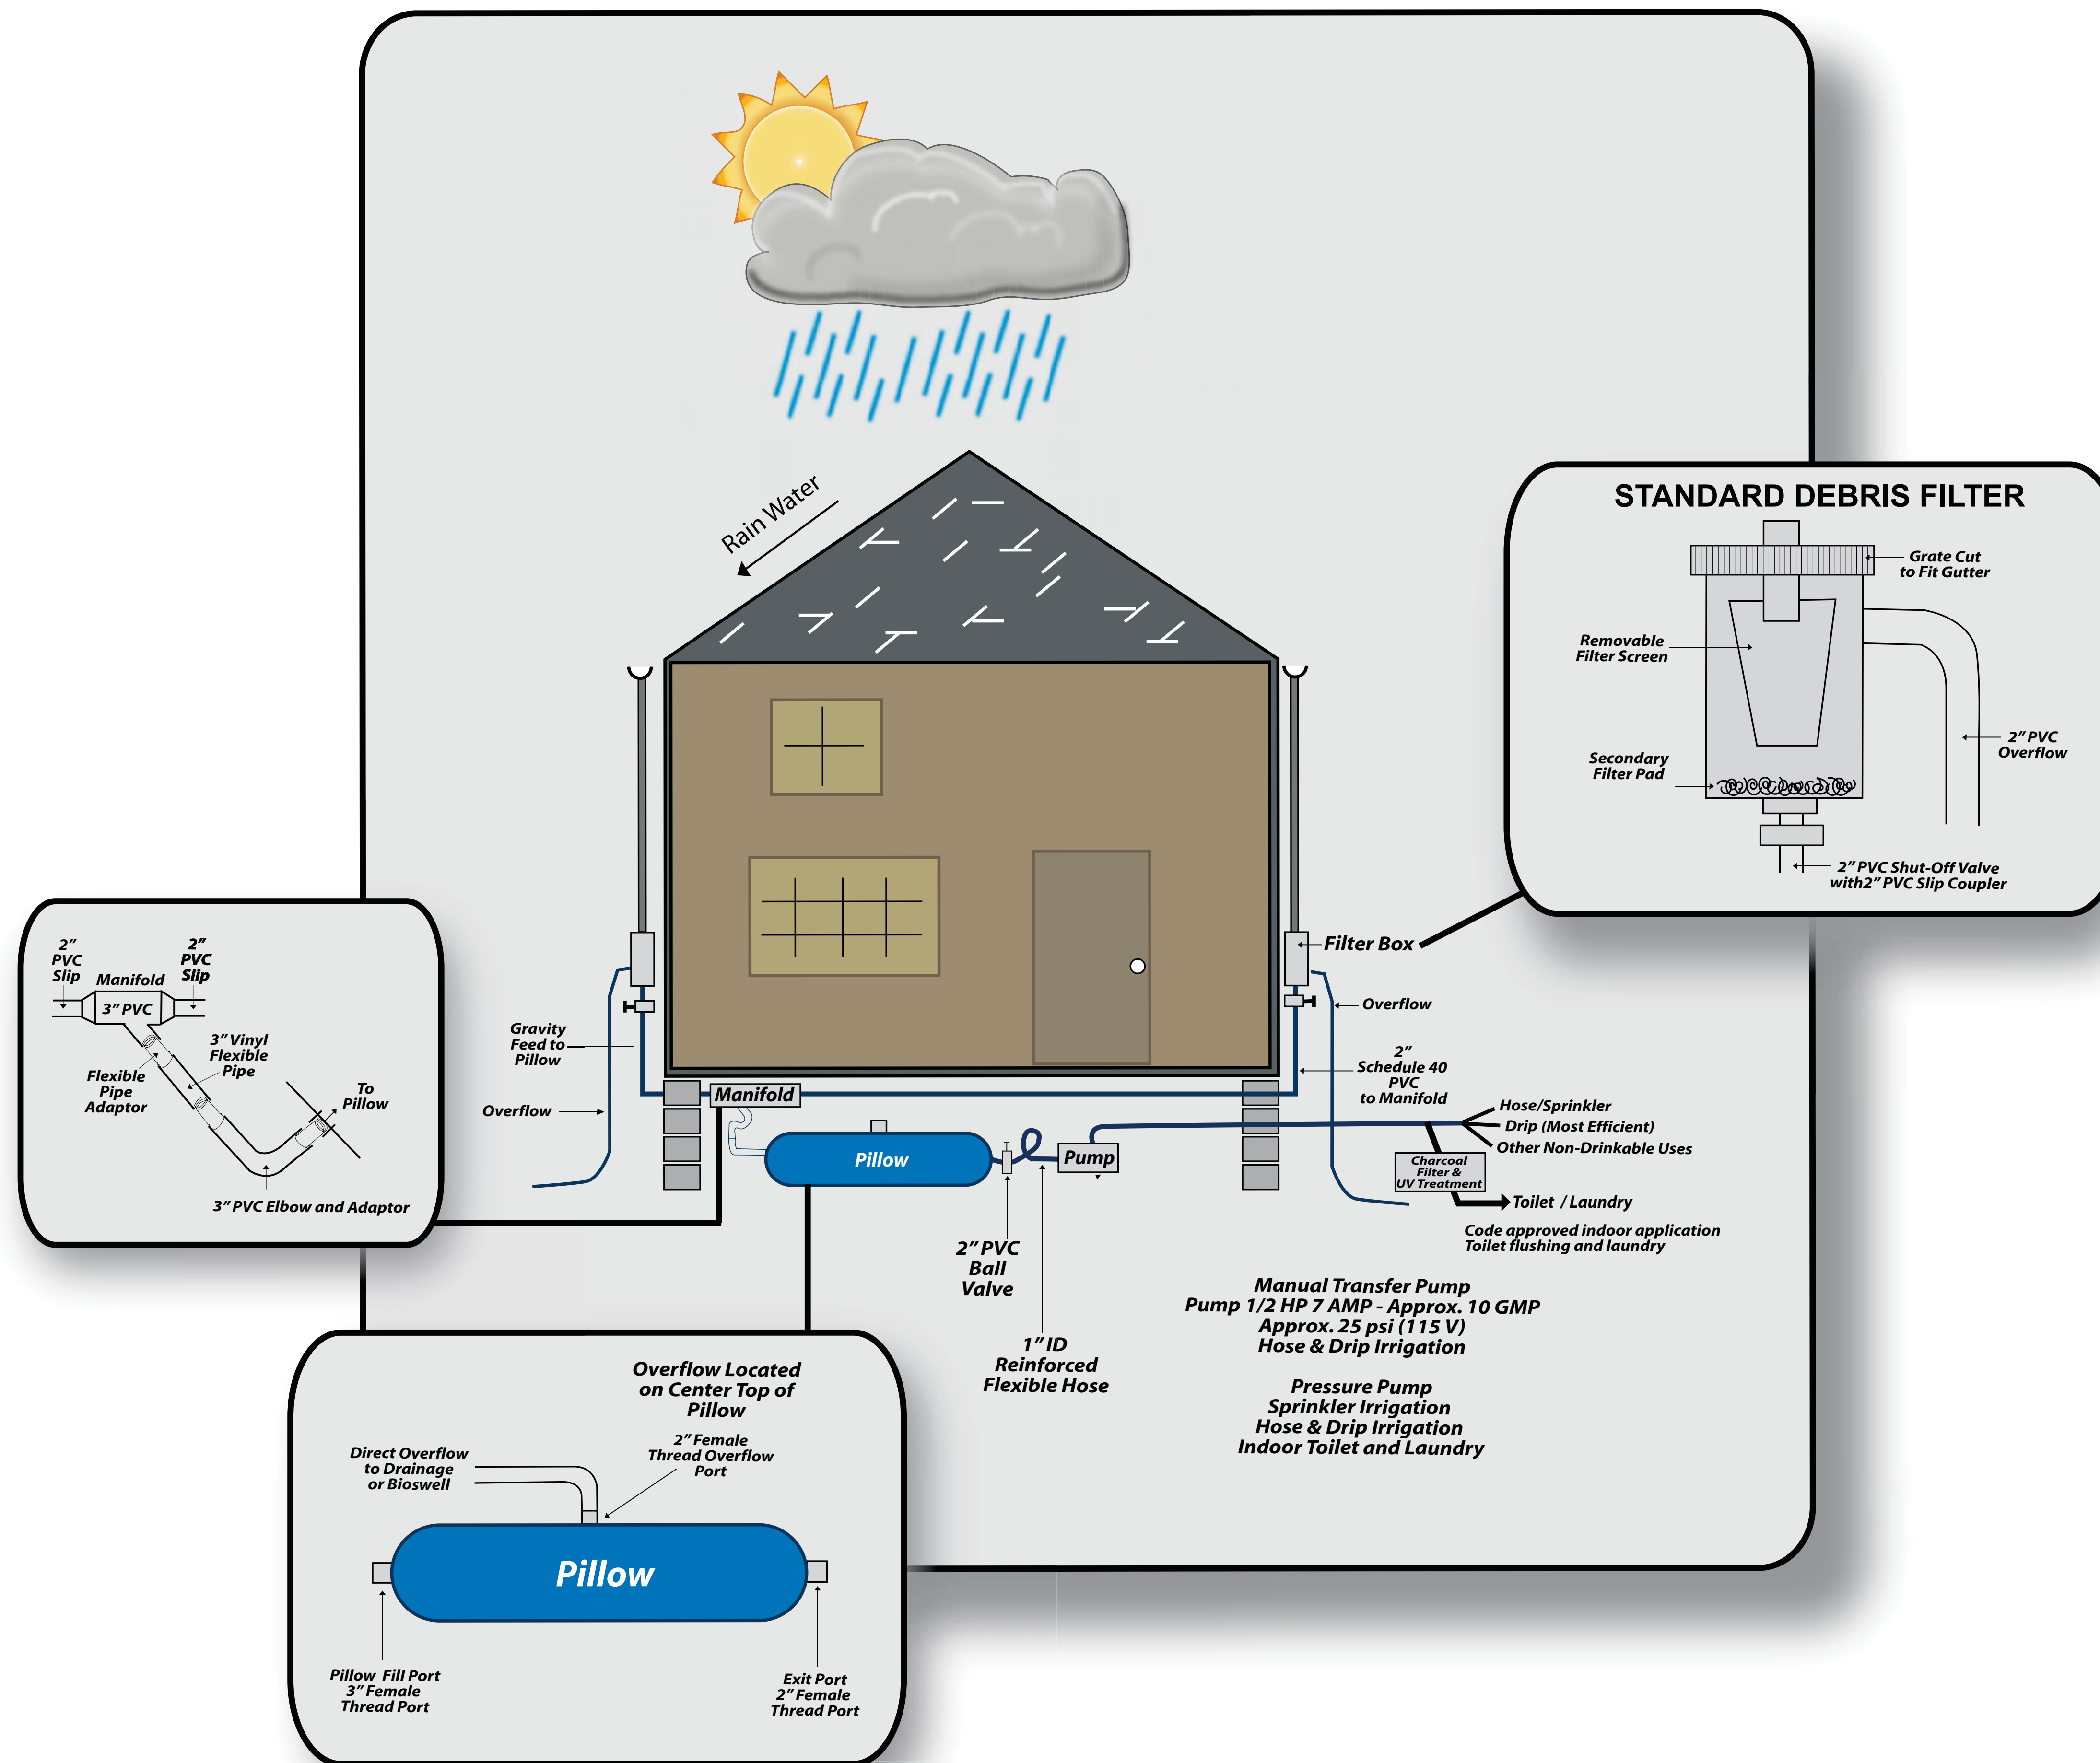 Rain Water
STANDARD DEBRIS FILTER
Grate Cut
to Fit Gutter
Removable
Filter Screen
2" PVC
Overflow
Secondary
Filter Pad
2" PVC Shut-Off Valve
with2" PVC Slip Coupler
Filter Box
Overflow
2"
Schedule 40
PVC
to Manifold
Gravity
Feed to
Pillow
Overflow
Manifold
Pillow
Pump
Hose/Sprinkler
Drip (Most Efficient)
Other Non-Drinkable Uses
Charcoal
Filter &
UV Treatment
Toilet / Laundry
Code approved indoor application
Toilet flushing and laundry
2" PVC
Ball
Valve
1" ID
Reinforced
Flexible Hose
Manual Transfer Pump
Pump 1/2 HP 7 AMP - Approx. 10 GMP
Approx. 25 psi (115 V)
Hose & Drip Irrigation
Pressure Pump
Sprinkler Irrigation
Hose & Drip Irrigation
Indoor Toilet and Laundry
2"
PVC
Slip
Manifold
2"
PVC
Slip
3" PVC
3" Vinyl
Flexible
Pipe
Flexible
Pipe
Adaptor
To
Pillow
3" PVC Elbow and Adaptor
Overflow Located
on Center Top of
Pillow
2" Female
Thread Overflow
Port
Direct Overflow
to Drainage
or Bioswell
Pillow
Pillow Fill Port
3" Female
Thread Port
Exit Port
2" Female
Thread Port